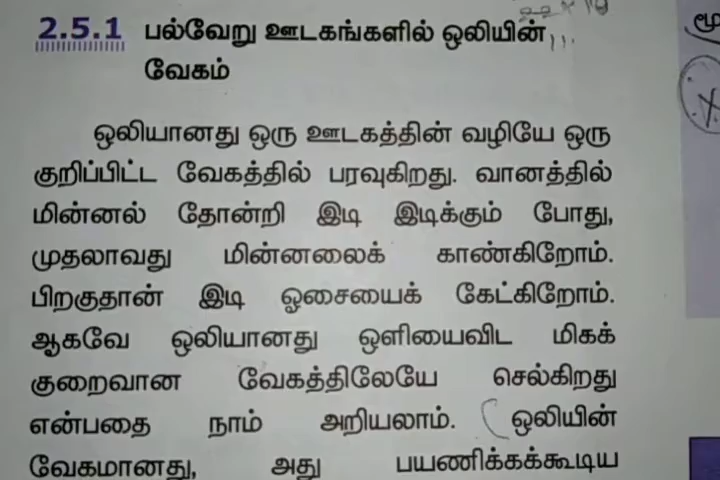 2.5.1 பல்வேறு ஊடகங்களில் ஒலியின்
வேகம்
ஒலியானது ஒரு ஊடகத்தின் வழியே ஒரு
குறிப்பிட்ட வேகத்தில் பரவுகிறது. வானத்தில்
மின்னல் தோன்றி இடி இடிக்கும் போது,
முதலாவது மின்னலைக் காண்கிறோம்.
பிறகுதான் இடி ஓசையைக் கேட்கிறோம்.
ஆகவே ஒலியானது ஒளியைவிட மிகக்
குறைவான வேகத்திலேயே செல்கிறது
என்பதை நாம் அறியலாம். ஒலியின்
வேகமானது, அது பயணிக்கக்கூடிய